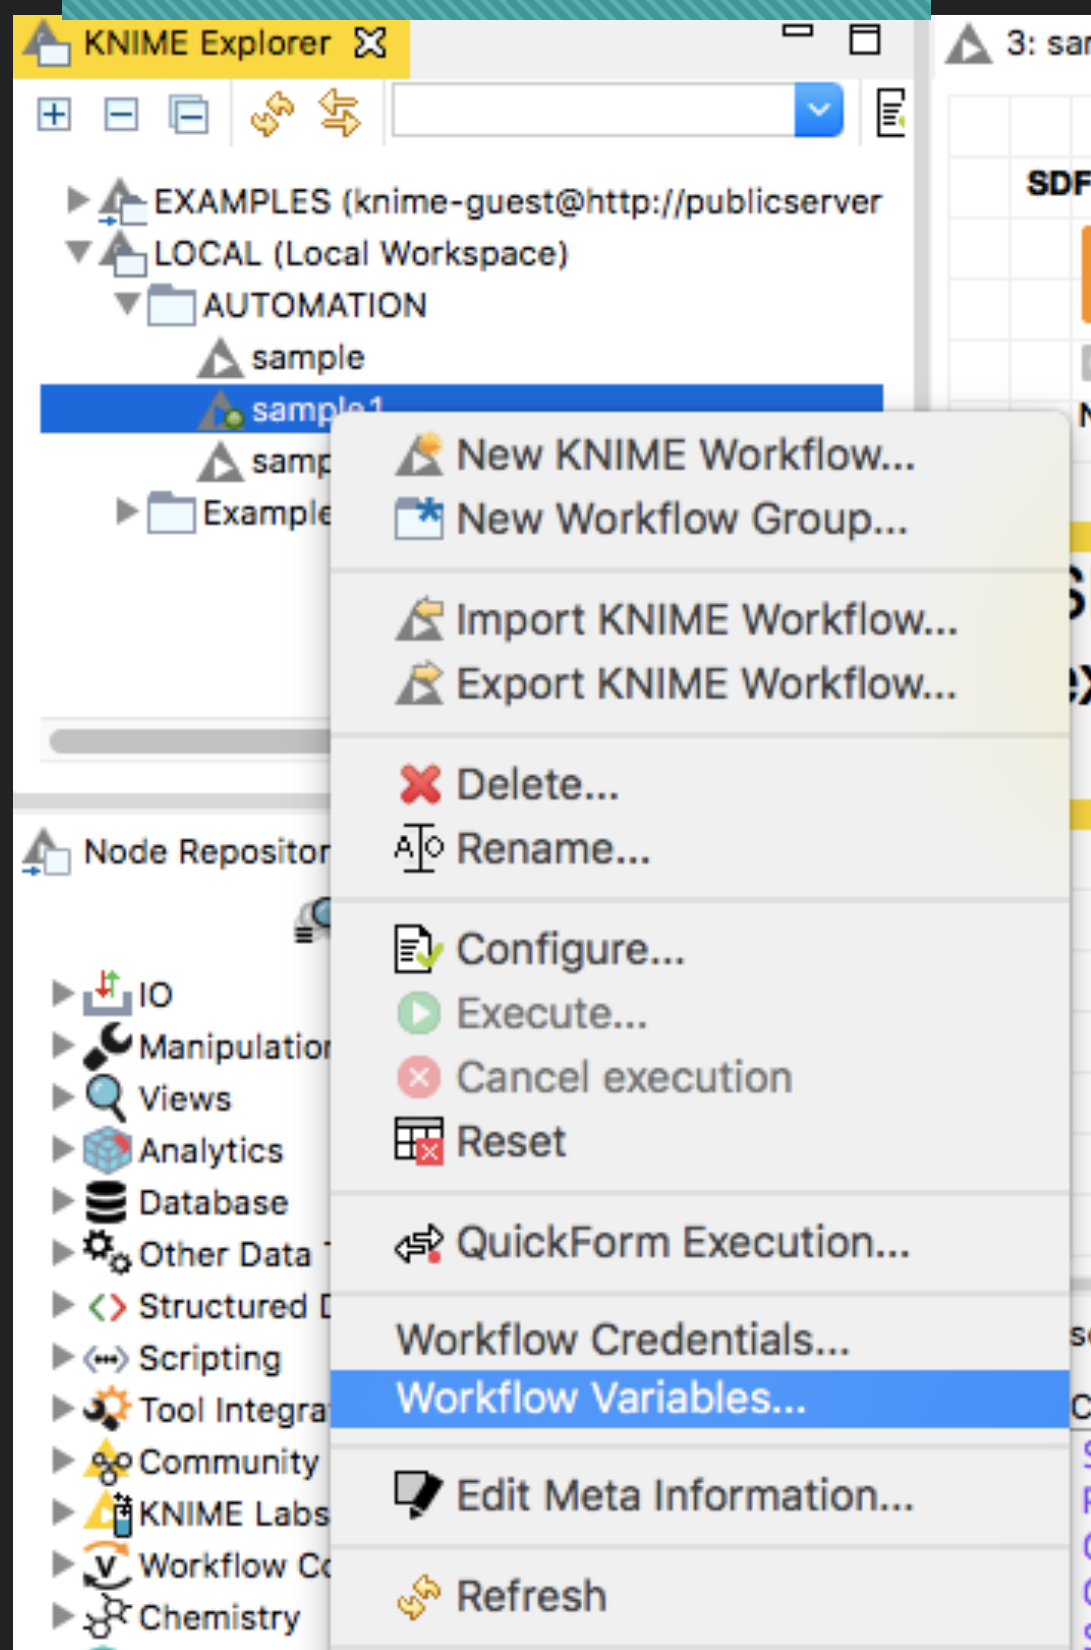 KNIME Explorer
3: sar
EXAMPLES (knime-guest@http://publicserver
LOCAL (Local Workspace)
AUTOMATION
sample
sample1
samp
Example
SDF
New KNIME Workflow...
New Workflow Group...
Import KNIME Workflow...
Export KNIME Workflow...
Delete...
Rename...
Configure...
Execute...
Cancel execution
Reset
QuickForm Execution...
Workflow Credentials...
Workflow Variables...
Edit Meta Information...
Refresh
Node Repositor
IO
Manipulation
Views
Analytics
Database
Other Data
Structured
Scripting
Tool Integra
Community
KNIME Labs
Workflow Co
Chemistry